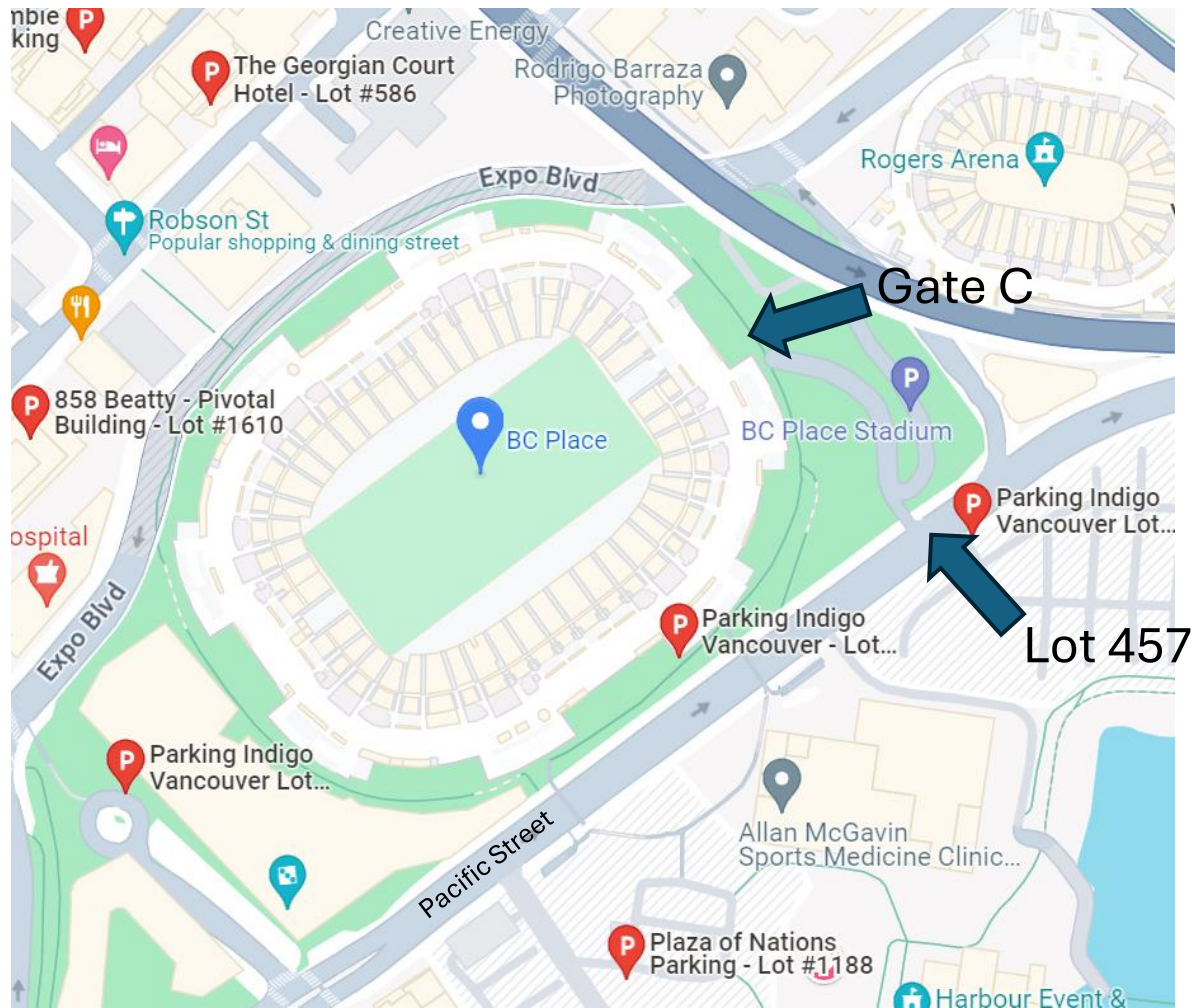 mbie
king
Creative Energy
The Georgian Court
Hotel - Lot #586
Rodrigo Barraza
Photography
Rogers Arena
Expo Blvd
Robson St
Popular shopping & dining street
Gate C
858 Beatty - Pivotal
Building - Lot #1610
BC Place
BC Place Stadium
Parking Indigo
Vancouver Lot...
ospital
Expo Blvd
Parking Indigo
Vancouver - Lot...
Lot 457
Parking Indigo
Vancouver Lot...
Allan McGavin
Sports Medicine Clinic...
Pacific Street
Plaza of Nations
Parking - Lot #1188
Harbour Event &